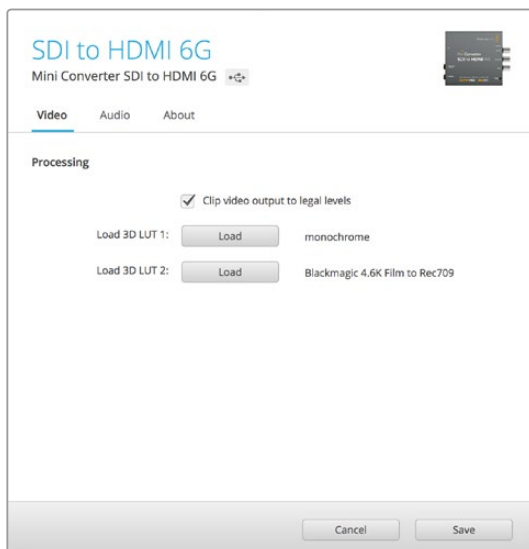 SDI to HDMI 6G
Mini Converter SDI to HDMI 6G
Video Audio About
Processing
Clip video output to legal levels
Load 3D LUT 1: Load monochrome
Load 3D LUT 2: Load Blackmagic 4.6K Film to Rec709
Cancel Save